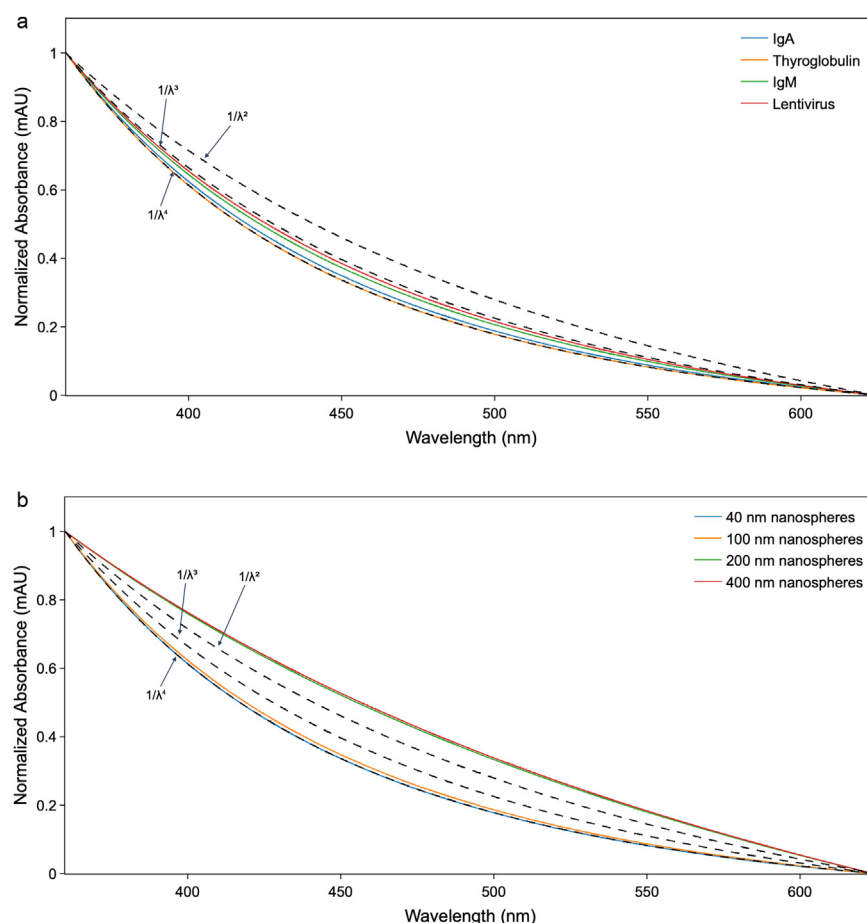 a
IgA
Thyroglobulin
IgM
Lentivirus
1/λ³
1/λ²
1/λ⁴
Normalized Absorbance (mAU)
1
0.8
0.6
0.4
0.2
0
400
450
500
550
600
Wavelength (nm)
b
40 nm nanospheres
100 nm nanospheres
200 nm nanospheres
400 nm nanospheres
1/λ³
1/λ²
1/λ⁴
Normalized Absorbance (mAU)
1
0.8
0.6
0.4
0.2
0
400
450
500
550
600
Wavelength (nm)